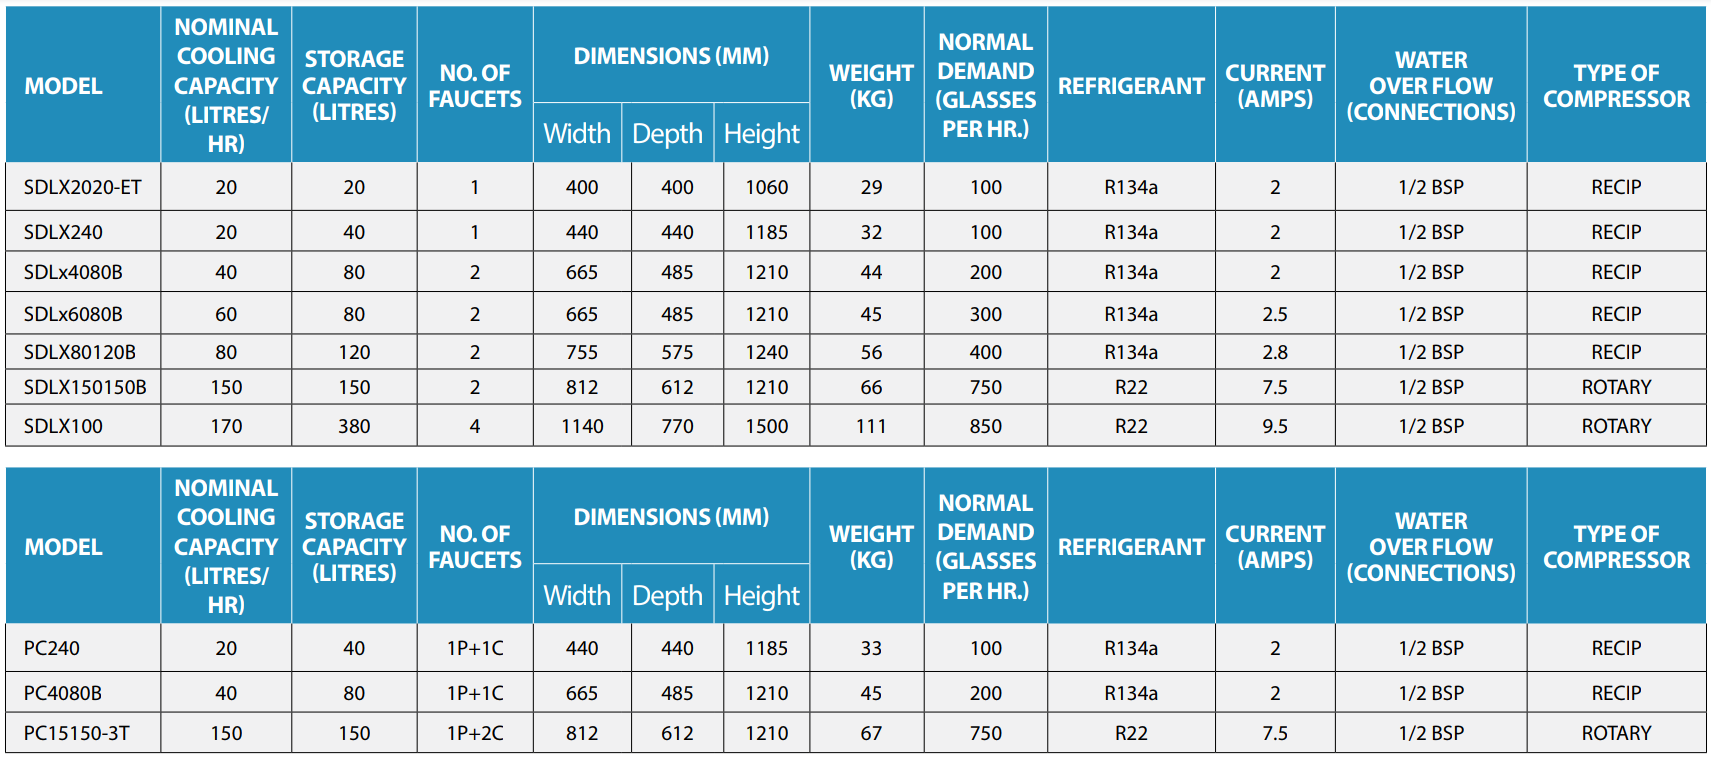 MODEL NOMINAL COOLING CAPACITY (LITRES/ HR) STORAGE CAPACITY (LITRES) NO. OF FAUCETS DIMENSIONS (MM) WEIGHT (KG) NORMAL DEMAND (GLASSES PER HR.) REFRIGERANT CURRENT (AMPS) WATER OVER FLOW (CONNECTIONS) TYPE OF COMPRESSOR
Width Depth Height
SDLX2020-ET 20 20 1 400 400 1060 29 100 R134a 2 1/2 BSP RECIP
SDLX240 20 40 1 440 440 1185 32 100 R134a 2 1/2 BSP RECIP
SDLx4080B 40 80 2 665 485 1210 44 200 R134a 2 1/2 BSP RECIP
SDLx6080B 60 80 2 665 485 1210 45 300 R134a 2.5 1/2 BSP RECIP
SDLX80120B 80 120 2 755 575 1240 56 400 R134a 2.8 1/2 BSP RECIP
SDLX150150B 150 150 2 812 612 1210 66 750 R22 7.5 1/2 BSP ROTARY
SDLX100 170 380 4 1140 770 1500 111 850 R22 9.5 1/2 BSP ROTARY
MODEL NOMINAL COOLING CAPACITY (LITRES/ HR) STORAGE CAPACITY (LITRES) NO. OF FAUCETS DIMENSIONS (MM) WEIGHT (KG) NORMAL DEMAND (GLASSES PER HR.) REFRIGERANT CURRENT (AMPS) WATER OVER FLOW (CONNECTIONS) TYPE OF COMPRESSOR
Width Depth Height
PC240 20 40 1P+1C 440 440 1185 33 100 R134a 2 1/2 BSP RECIP
PC4080B 40 80 1P+1C 665 485 1210 45 200 R134a 2 1/2 BSP RECIP
PC15150-3T 150 150 1P+2C 812 612 1210 67 750 R22 7.5 1/2 BSP ROTARY